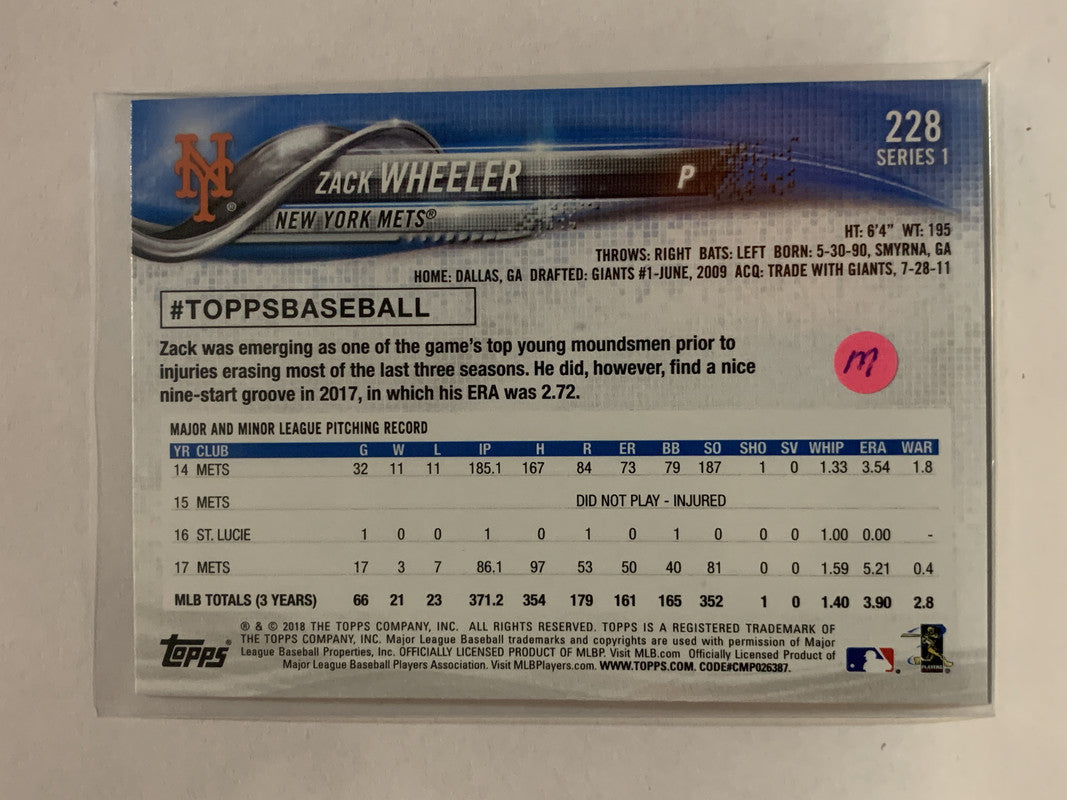 228
SERIES 1
NY
®
ZACK WHEELER P
NEW YORK METS®
HT: 6'4" WT: 195
THROWS: RIGHT BATS: LEFT BORN: 5-30-90, SMYRNA, GA
HOME: DALLAS, GA DRAFTED: GIANTS #1-JUNE, 2009 ACQ: TRADE WITH GIANTS, 7-28-11
#TOPPSBASEBALL
Zack was emerging as one of the game's top young moundsmen prior to
injuries erasing most of the last three seasons. He did, however, find a nice
nine-start groove in 2017, in which his ERA was 2.72.
m
MAJOR AND MINOR LEAGUE PITCHING RECORD
YR CLUB G W L IP H R ER BB SO SHO SV WHIP ERA WAR
14 METS 32 11 11 185.1 167 84 73 79 187 1 0 1.33 3.54 1.8
15 METS DID NOT PLAY - INJURED
16 ST. LUCIE 1 0 0 1 0 1 0 1 0 0 0 1.00 0.00 -
17 METS 17 3 7 86.1 97 53 50 40 81 0 0 1.59 5.21 0.4
MLB TOTALS (3 YEARS) 66 21 23 371.2 354 179 161 165 352 1 0 1.40 3.90 2.8
® & © 2018 THE TOPPS COMPANY, INC. ALL RIGHTS RESERVED. TOPPS IS A REGISTERED TRADEMARK OF
THE TOPPS COMPANY, INC. Major League Baseball trademarks and copyrights are used with permission of Major
League Baseball Properties, Inc. OFFICIALLY LICENSED PRODUCT OF MLBP. Visit MLB.com Officially Licensed Product of
Major League Baseball Players Association. Visit MLBPlayers.com. WWW.TOPPS.COM. CODE#CMP026387.
topps®
PLAYERS